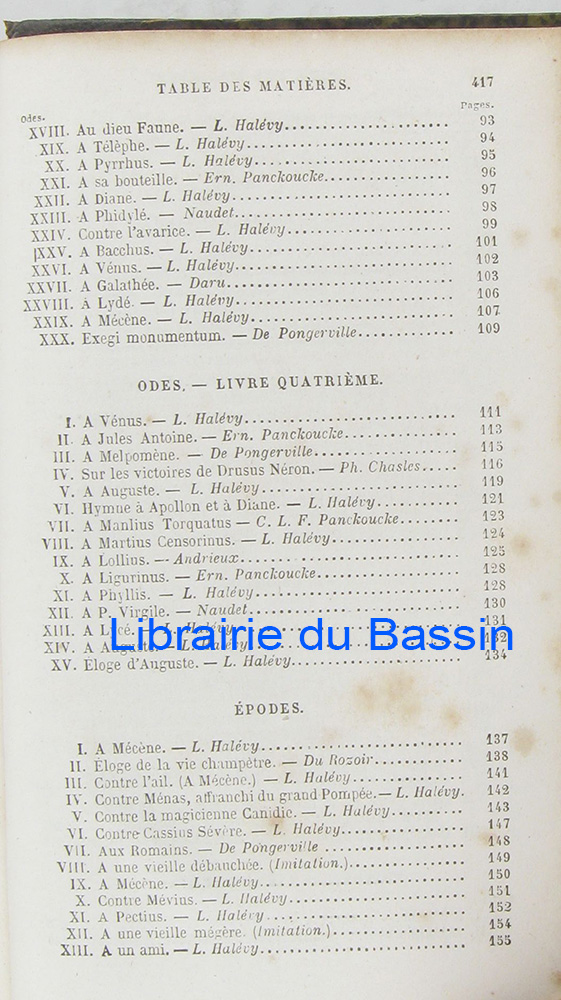 TABLE DES MATIÈRES. 417
Odes. Pages.
XVIII. Au dieu Faune. — L. Halévy 93
XIX. A Télèphe. — L. Halévy 94
XX. A Pyrrhus. — L. Halévy 95
XXI. A sa bouteille. — Ern. Panckoucke 96
XXII. A Diane. — L. Halévy 97
XXIII. A Phidylé. — Naudet 98
XXIV. Contre l'avarice. — L. Halévy 99
XXV. A Bacchus. — L. Halévy 101
XXVI. A Vénus. — L. Halévy 102
XXVII. A Galathée. — Daru 103
XXVIII. A Lydé. — L. Halévy 106
XXIX. A Mécène. — L. Halévy 107
XXX. Exegi monumentum. — De Pongerville 109
ODES. — LIVRE QUATRIÈME.
I. A Vénus. — L. Halévy 111
II. A Jules Antoine. — Ern. Panckoucke 113
III. A Melpomène. — De Pongerville 115
IV. Sur les victoires de Drusus Néron. — Ph. Chasles 116
V. A Auguste. — L. Halévy 119
VI. Hymne à Apollon et à Diane. — L. Halévy 121
VII. A Manlius Torquatus — C. L. F. Panckoucke 123
VIII. A Martius Censorinus. — L. Halévy 124
IX. A Lollius. — Andrieux 125
X. A Ligurinus. — Ern. Panckoucke 128
XI. A Phyllis. — L. Halévy 128
XII. A P. Virgile. — Naudet 130
XIII. A Lycé. — L. Halévy 131
Librairie du Bassin
XIV. A Auguste. — L. Halévy 132
XV. Éloge d'Auguste. — L. Halévy 134
ÉPODES.
I. A Mécène. — L. Halévy 137
II. Éloge de la vie champêtre. — Du Rozoir 138
III. Contre l'ail. (A Mécène.) — L. Halévy 141
IV. Contre Ménas, affranchi du grand Pompée. — L. Halévy. 142
V. Contre la magicienne Canidie. — L. Halévy 143
VI. Contre Cassius Sévère. — L. Halévy 147
VII. Aux Romains. — De Pongerville 148
VIII. A une vieille débauchée. (Imitation.) 149
IX. A Mécène. — L. Halévy 150
X. Contre Mévius. — L. Halévy 151
XI. A Pectius. — L. Halévy 152
XII. A une vieille mégère. (Imitation.) 154
XIII. A un ami. — L. Halévy 155